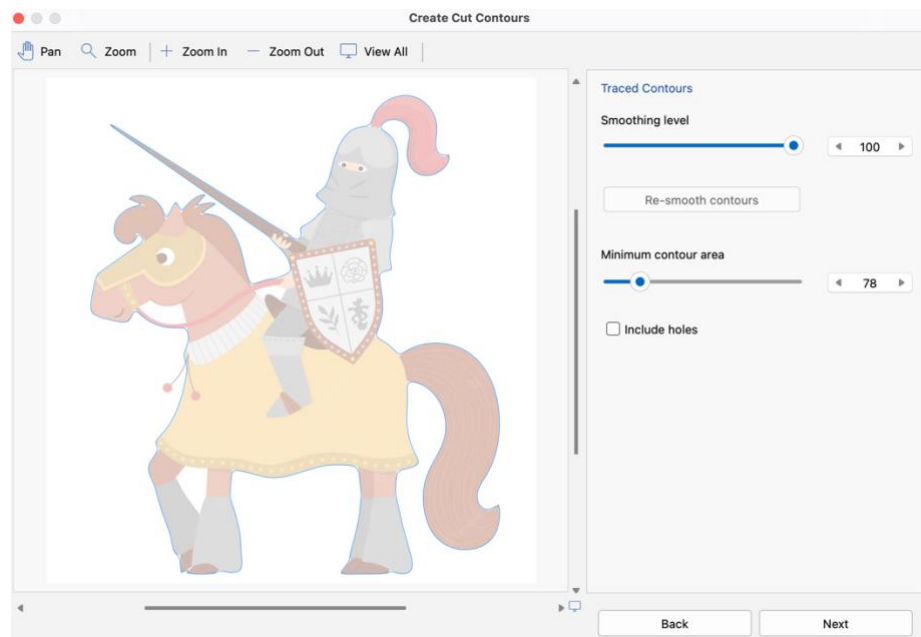 Create Cut Contours
Pan Zoom Zoom In Zoom Out View All
Traced Contours
Smoothing level
100
Re-smooth contours
Minimum contour area
78
Include holes
Back Next